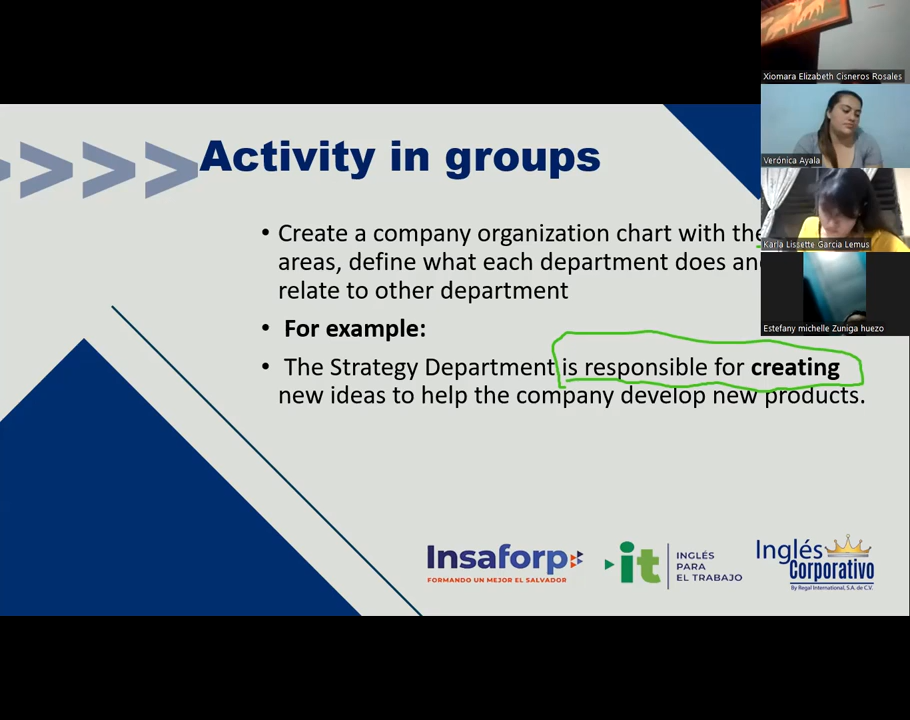 Activity in groups
• Create a company organization chart with the
areas, define what each department does an
relate to other department
• For example:
• The Strategy Department is responsible for creating
new ideas to help the company develop new products.
Xiomara Elizabeth Cisneros Rosales
Verónica Ayala
Karla Lissette Garcia Lemus
Estefany michelle Zuniga huezo
Insaforp
FORMANDO UN MEJOR EL SALVADOR
it
INGLÉS
PARA
EL TRABAJO
Inglés
Corporativo
By Regal International, S.A. de C.V.